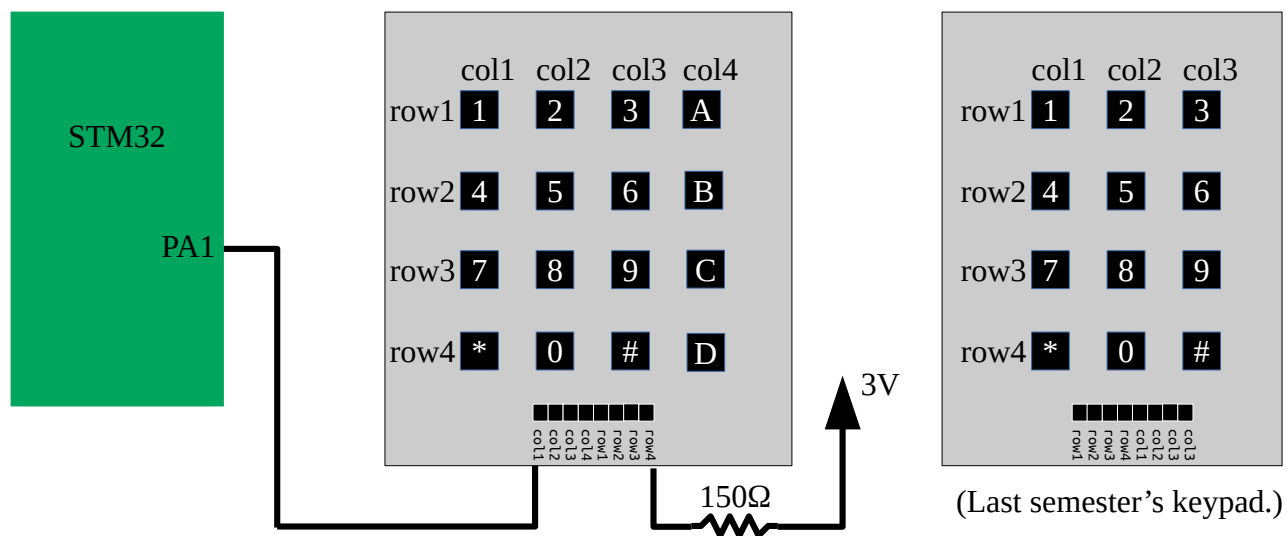 STM32
PA1
col1 col2 col3 col4
row1 1 2 3 A
row2 4 5 6 B
row3 7 8 9 C
row4 * 0 # D
col1
col2
col3
col4
row1
row2
row3
row4
150Ω
3V
col1 col2 col3
row1 1 2 3
row2 4 5 6
row3 7 8 9
row4 * 0 #
row1
row2
row3
row4
col1
col2
col3
col3
(Last semester’s keypad.)